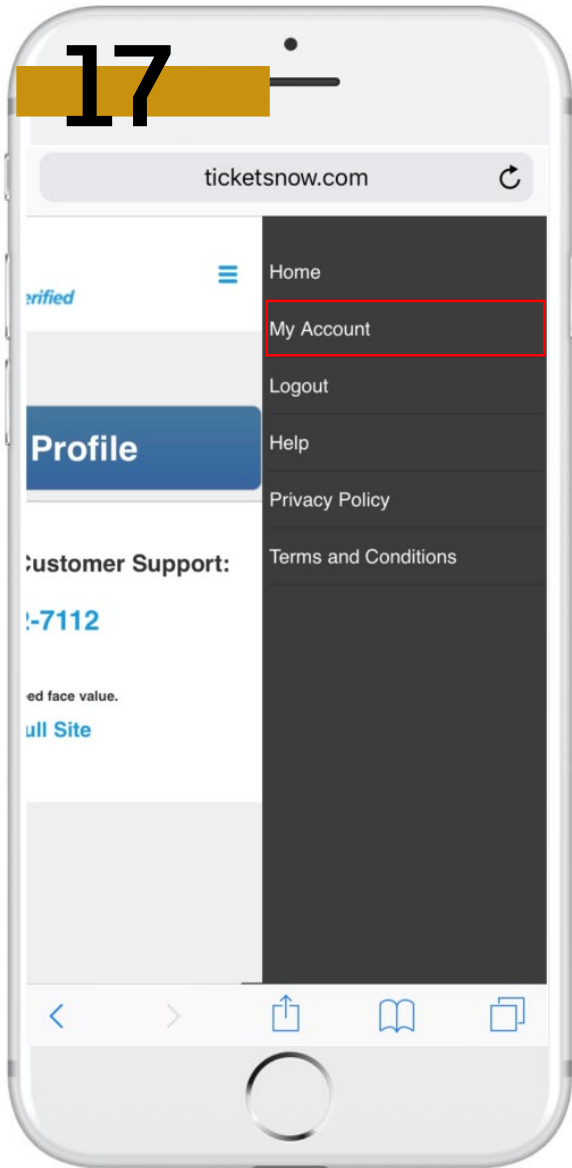 17
ticketsnow.com
erified
Profile
Customer Support:
-7112
ed face value.
ull Site
Home
My Account
Logout
Help
Privacy Policy
Terms and Conditions